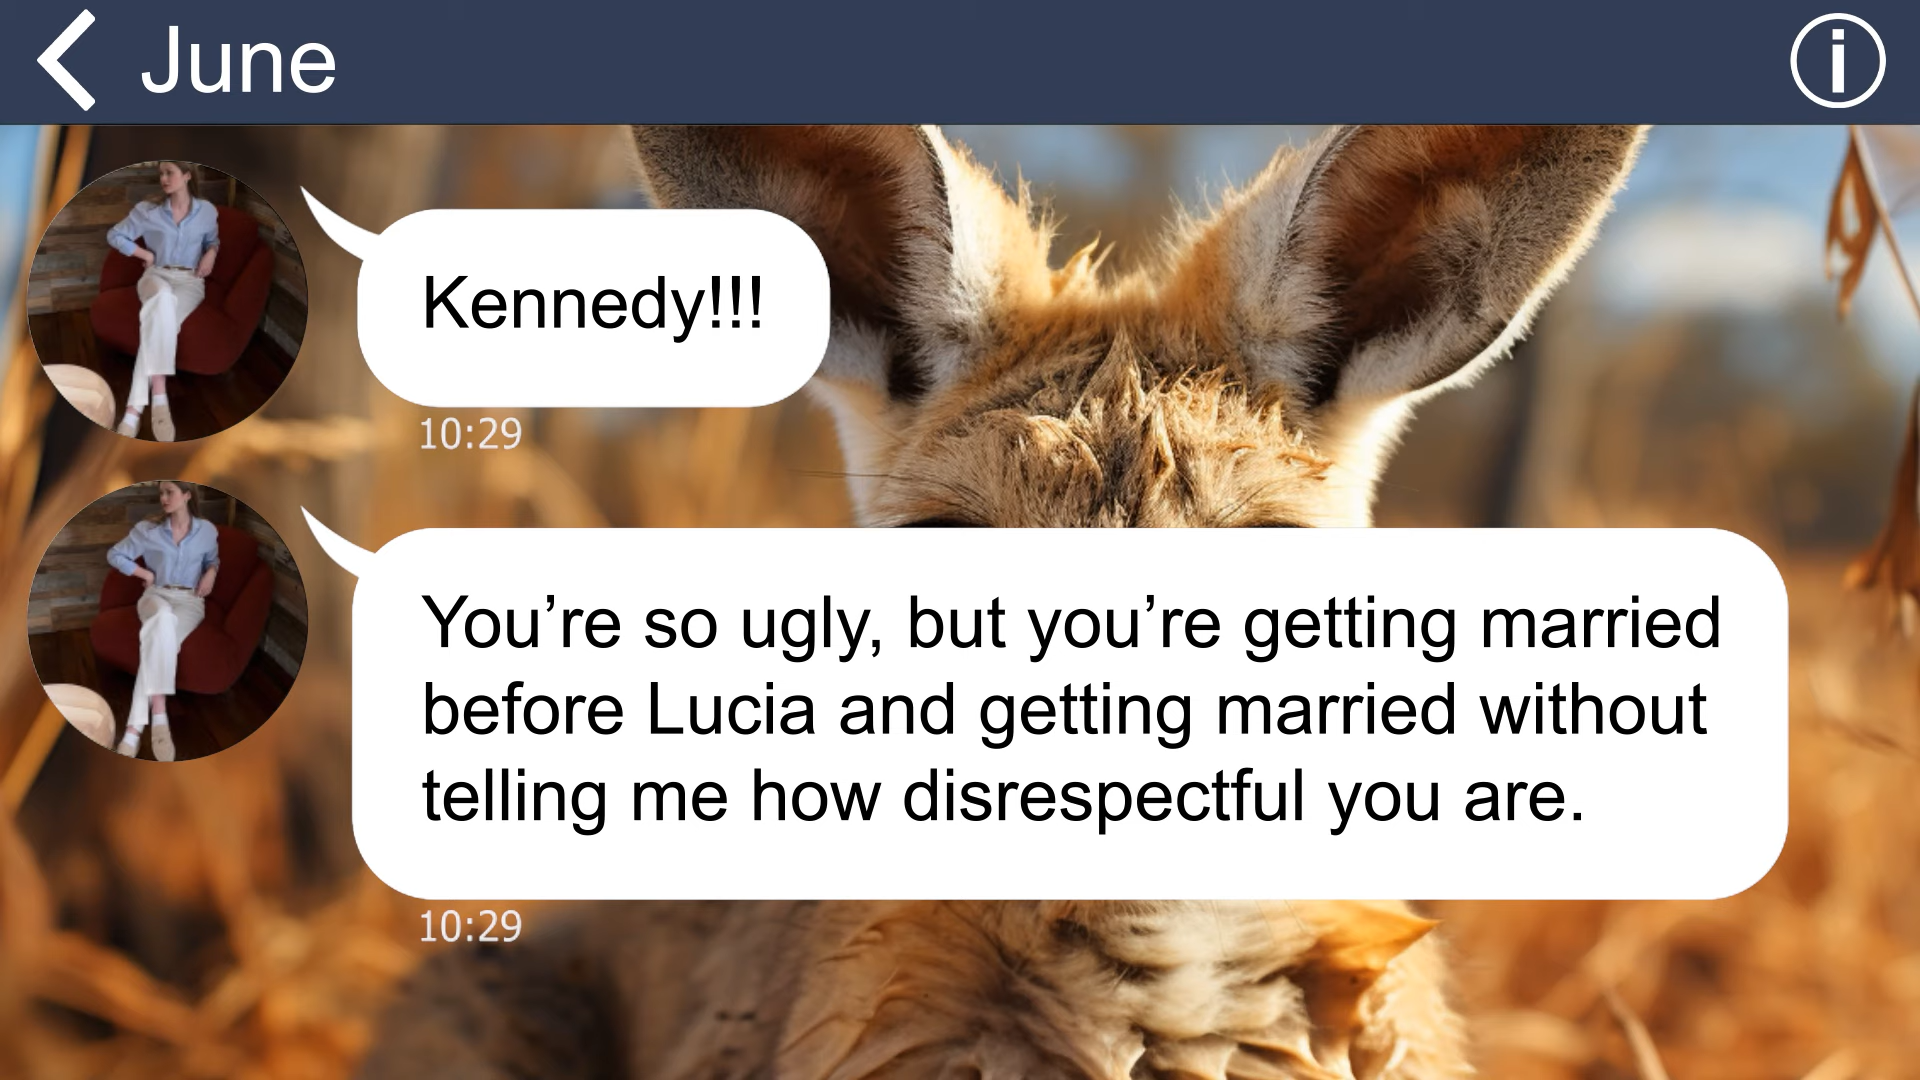 June
Kennedy!!!
10:29
You’re so ugly, but you’re getting married
before Lucia and getting married without
telling me how disrespectful you are.
10:29